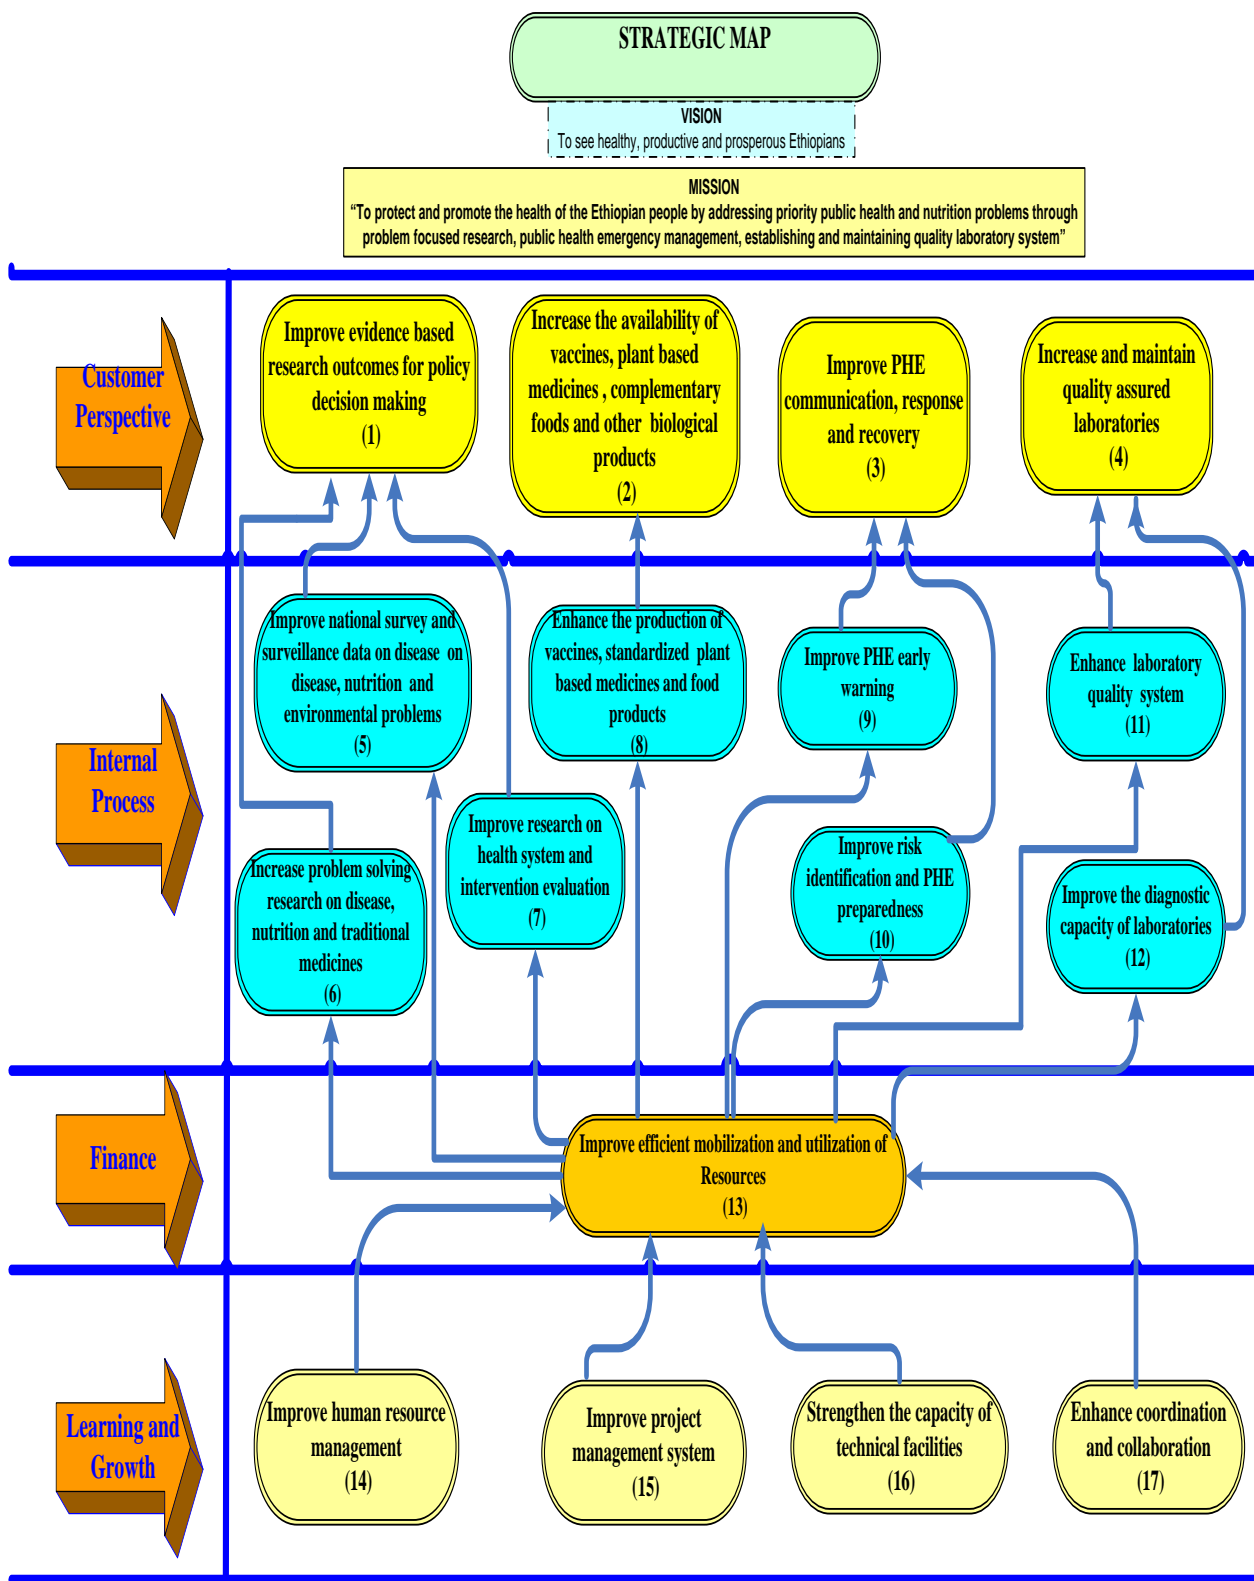 STRATEGIC MAP
VISION
To see healthy, productive and prosperous Ethiopians
MISSION
“To protect and promote the health of the Ethiopian people by addressing priority public health and nutrition problems through
problem focused research, public health emergency management, establishing and maintaining quality laboratory system”
Customer
Perspective
Improve evidence based
research outcomes for policy
decision making
(1)
Increase the availability of
vaccines, plant based
medicines , complementary
foods and other biological
products
(2)
Improve PHE
communication, response
and recovery
(3)
Increase and maintain
quality assured
laboratories
(4)
Internal
Process
Improve national survey and
surveillance data on disease on
disease, nutrition and
environmental problems
(5)
Enhance the production of
vaccines, standardized plant
based medicines and food
products
(8)
Improve PHE early
warning
(9)
Enhance laboratory
quality system
(11)
Increase problem solving
research on disease,
nutrition and traditional
medicines
(6)
Improve research on
health system and
intervention evaluation
(7)
Improve risk
identification and PHE
preparedness
(10)
Improve the diagnostic
capacity of laboratories
(12)
Finance
Improve efficient mobilization and utilization of
Resources
(13)
Learning and
Growth
Improve human resource
management
(14)
Improve project
management system
(15)
Strengthen the capacity of
technical facilities
(16)
Enhance coordination
and collaboration
(17)